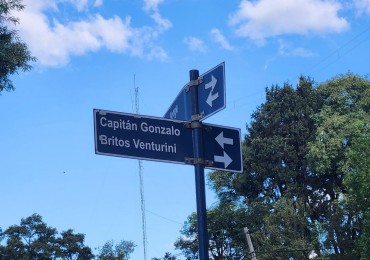 Capitán Gonzalo
Britos Venturini